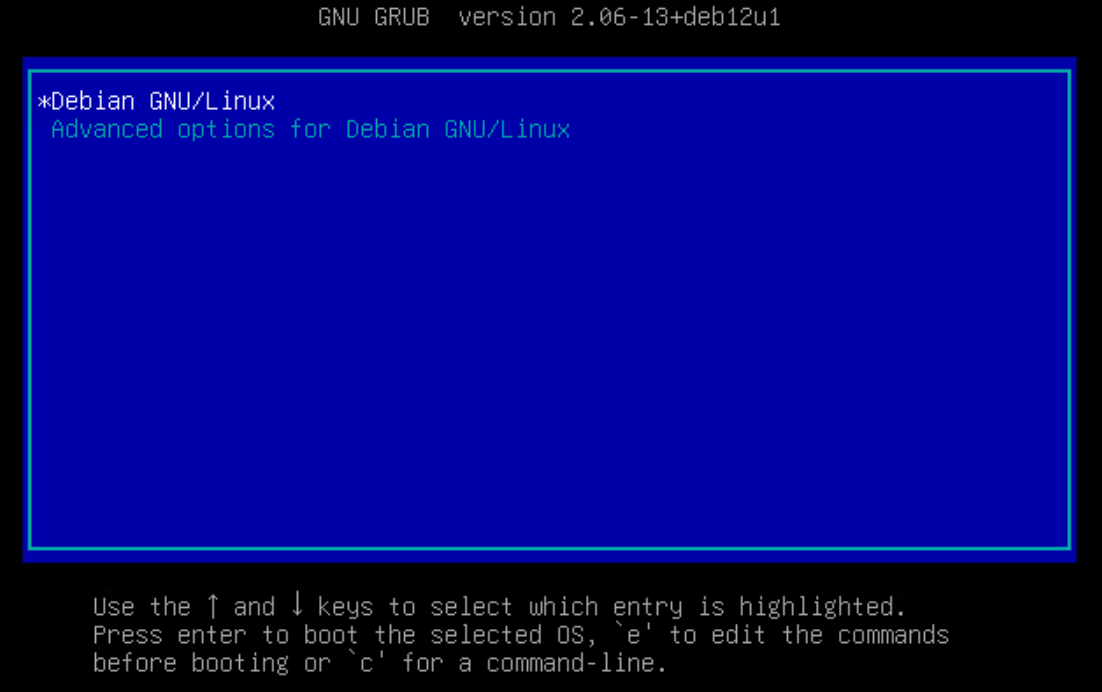 GNU GRUB  version 2.06-13+deb12u1
*Debian GNU/Linux
Advanced options for Debian GNU/Linux
Use the ↑ and ↓ keys to select which entry is highlighted.
Press enter to boot the selected OS, `e' to edit the commands
before booting or `c' for a command-line.